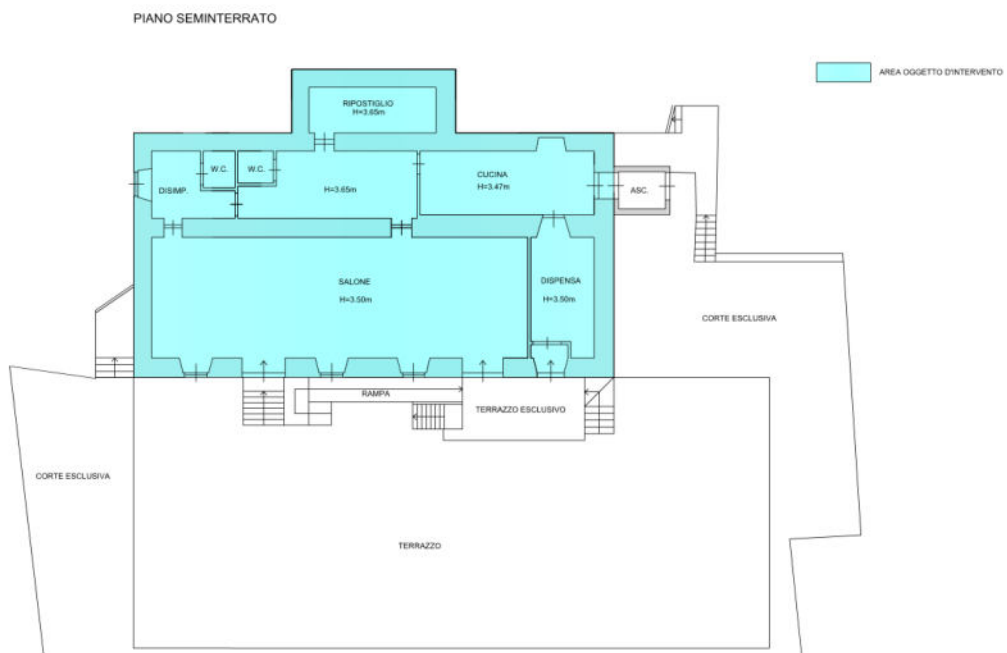 PIANO SEMINTERRATO
AREA OGGETTO D'INTERVENTO
RIPOSTIGLIO
H=3.65m
W.C.
W.C.
DISIMP.
H=3.65m
CUCINA
H=3.47m
ASC.
SALONE
H=3.50m
DISPENSA
H=3.50m
CORTE ESCLUSIVA
RAMPA
TERRAZZO ESCLUSIVO
CORTE ESCLUSIVA
TERRAZZO